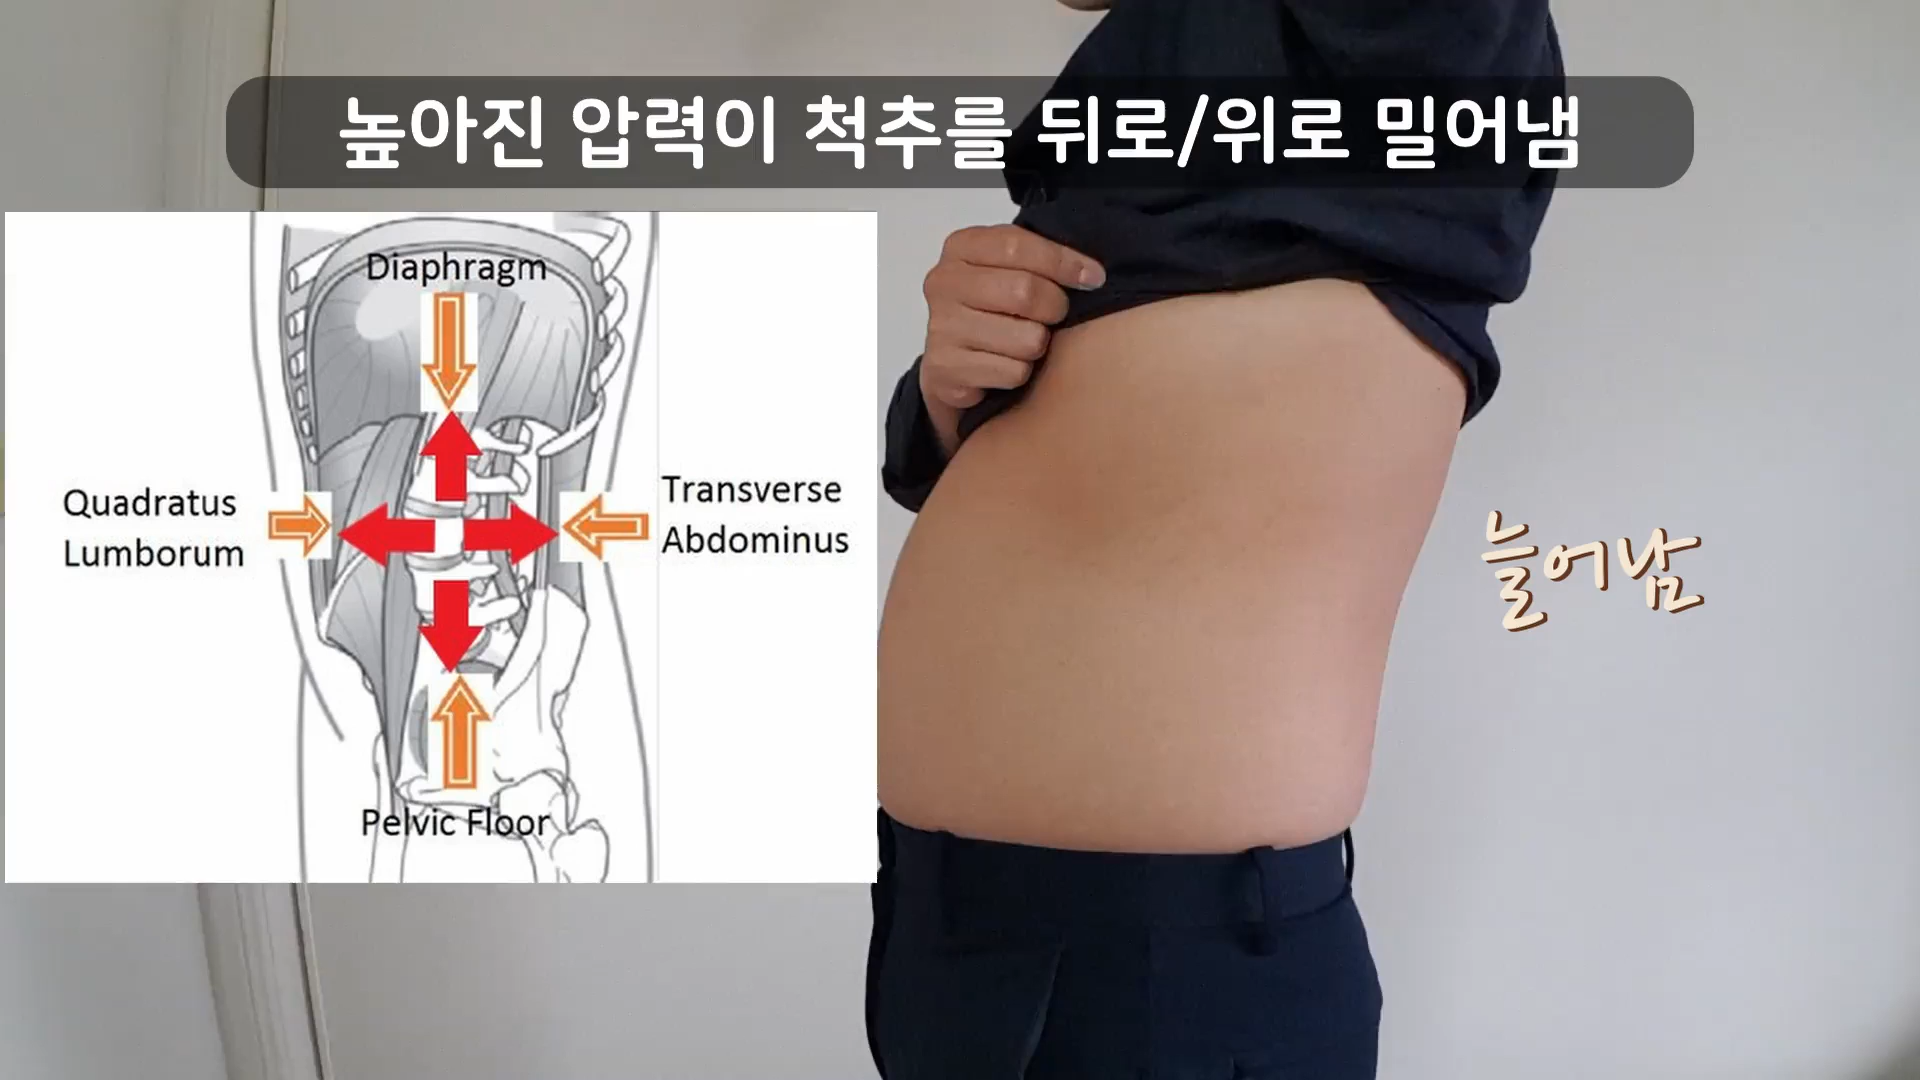 높아진 압력이 척추를 뒤로/위로 밀어냄
Diaphragm
Quadratus
Lumborum
Transverse
Abdominus
늘어남
Pelvic Floor